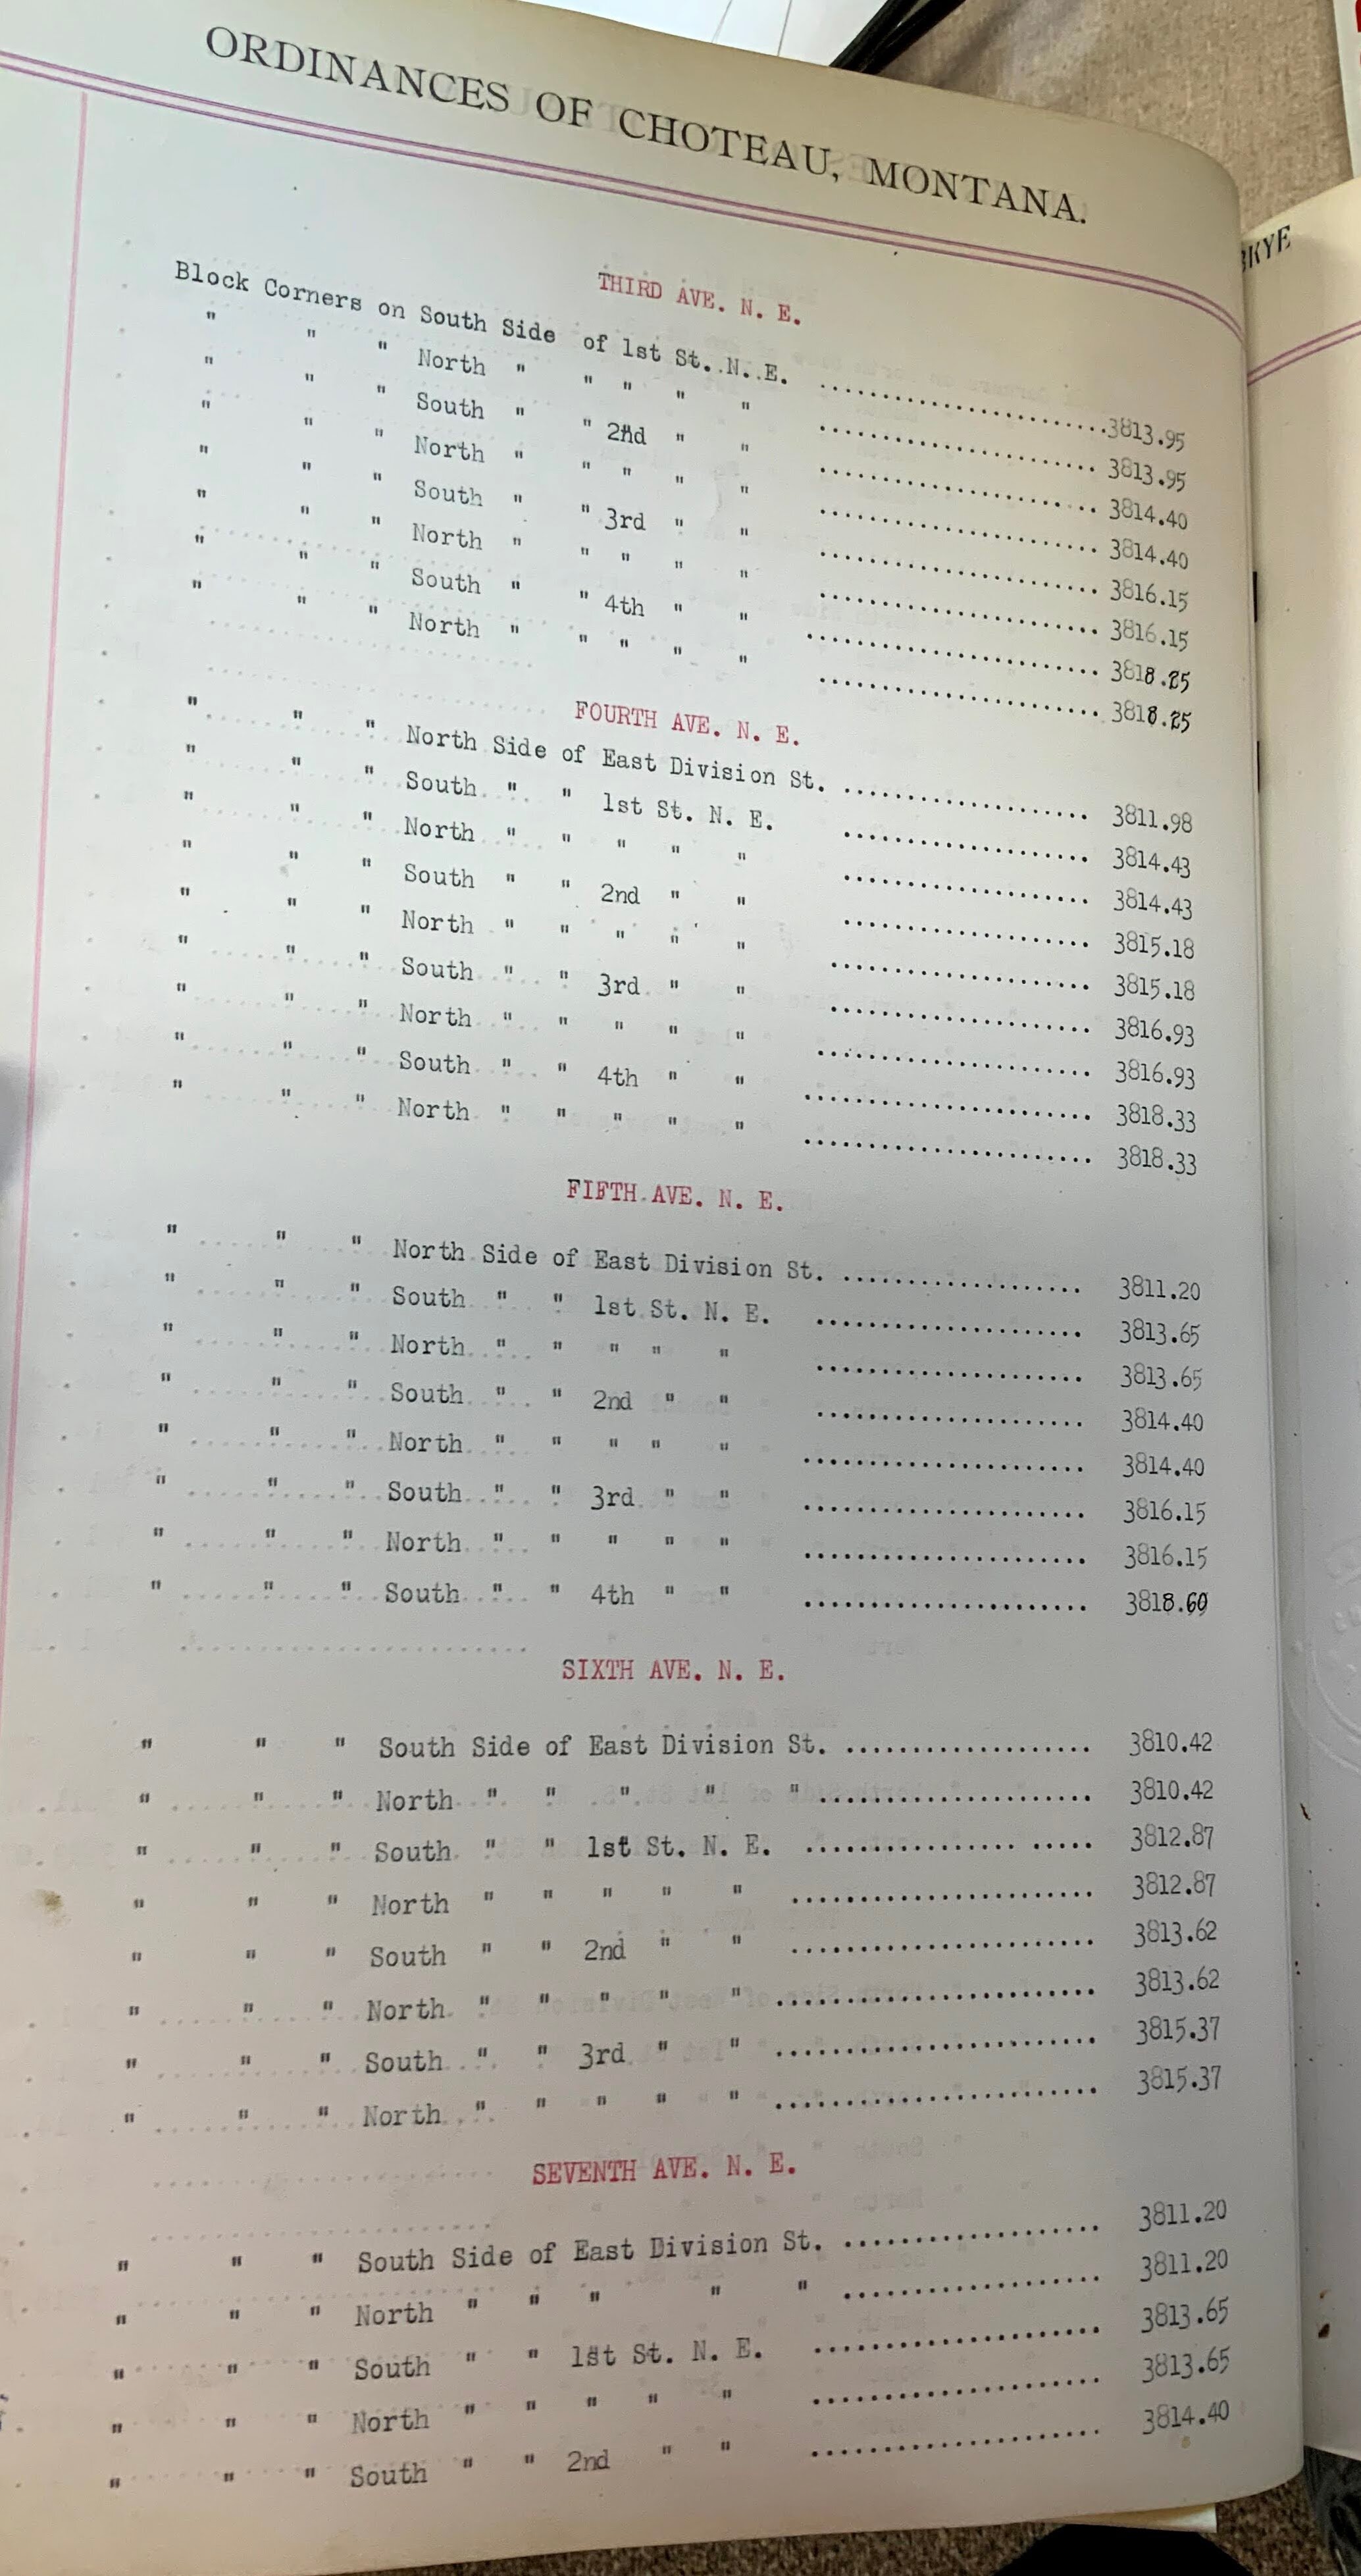 ORDINANCES OF CHOTEAU, MONTANA.
THIRD AVE. N. E.
Block Corners on South Side of 1st St. N. E. ......................3813.95
" " " North " " " " " ...................... 3813.95
" " " South " " 2nd " " ...................... 3814.40
" " " North " " " " " ...................... 3814.40
" " " South " " 3rd " " ...................... 3816.15
" " " North " " " " " ...................... 3816.15
" " " South " " 4th " " ....................... 3818.25
" " " North " " " " " ...................... 3818.25
FOURTH AVE. N. E.
" " " North Side of East Division St. ................... 3811.98
" " " South " " 1st St. N. E. ................... 3814.43
" " " North " " " " " ................... 3814.43
" " " South " " 2nd " " ................... 3815.18
" " " North " " " " " .................... 3815.18
" " " South " " 3rd " " .................... 3816.93
" " " North " " " " " ..................... 3816.93
" " " South " " 4th " " ...................... 3818.33
" " " North " " " " " ...................... 3818.33
FIFTH AVE. N. E.
" " " North Side of East Division St. ................... 3811.20
" " " South " " 1st St. N. E. ..................... 3813.65
" " " North " " " " " ..................... 3813.65
" " " South " " 2nd " " ..................... 3814.40
" " " North " " " " " ...................... 3814.40
" " " South " " 3rd " " ...................... 3816.15
" " " North " " " " " ...................... 3816.15
" " " South " " 4th " " ...................... 3818.60
SIXTH AVE. N. E.
" " " South Side of East Division St. ................... 3810.42
" " " North " " " " " ..................... 3810.42
" " " South " " 1st St. N. E. ................ ..... 3812.87
" " " North " " " " " ....................... 3812.87
" " " South " " 2nd " " ....................... 3813.62
" " " North " " " " " ........................ 3813.62
" " " South " " 3rd " " ........................ 3815.37
" " " North " " " " " ........................ 3815.37
SEVENTH AVE. N. E.
" " " South Side of East Division St. .................... 3811.20
" " " North " " " " " .................... 3811.20
" " " South " " 1st St. N. E. ...................... 3813.65
" " " North " " " " " ...................... 3813.65
" " " South " " 2nd " " ...................... 3814.40